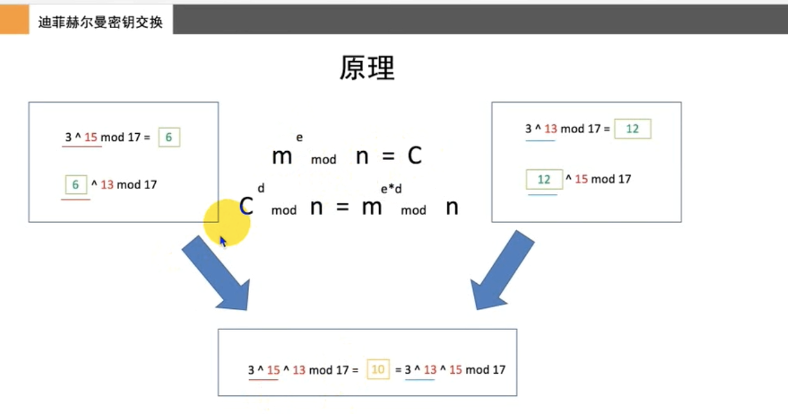 迪菲赫尔曼密钥交换
原理
3 ^ 15 mod 17 = 6
6 ^ 13 mod 17
m e mod n = C
C d mod n = m e*d mod n
3 ^ 13 mod 17 = 12
12 ^ 15 mod 17
3 ^ 15 ^ 13 mod 17 = 10 = 3 ^ 13 ^ 15 mod 17